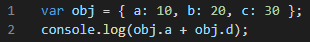 1 var obj = { a: 10, b: 20, c: 30 };
2 console.log(obj.a + obj.d);